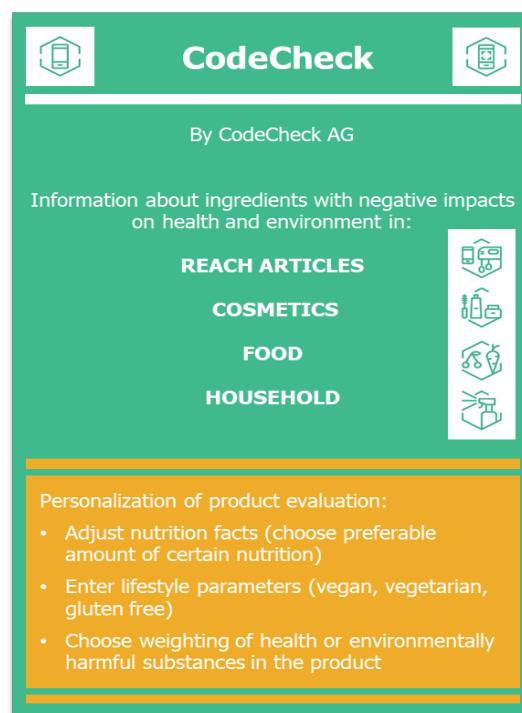 CodeCheck
By CodeCheck AG
Information about ingredients with negative impacts
on health and environment in:
REACH ARTICLES
COSMETICS
FOOD
HOUSEHOLD
Personalization of product evaluation:
• Adjust nutrition facts (choose preferable
amount of certain nutrition)
• Enter lifestyle parameters (vegan, vegetarian,
gluten free)
• Choose weighting of health or environmentally
harmful substances in the product